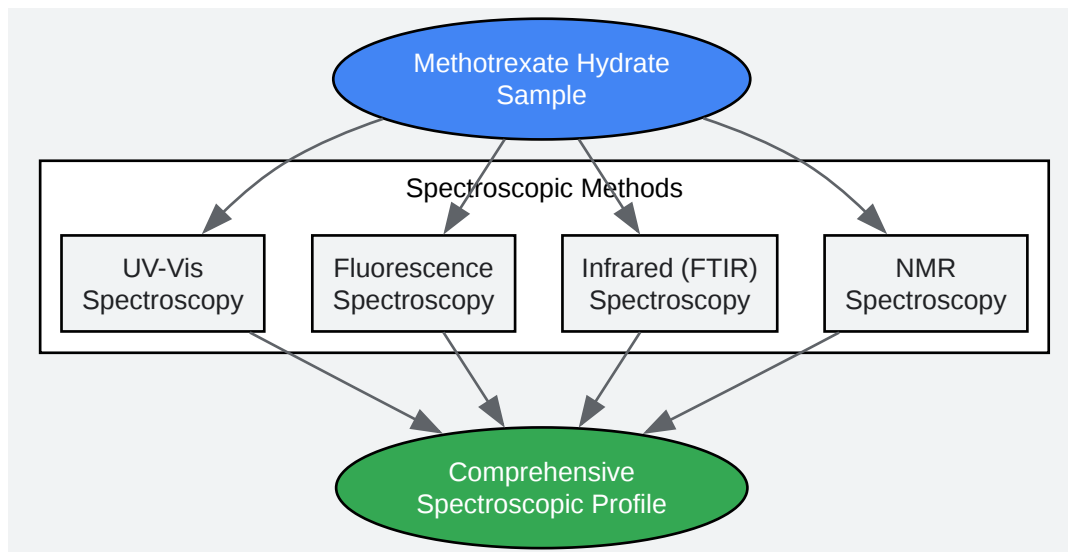 Methotrexate Hydrate
Sample
Spectroscopic Methods
UV-Vis
Spectroscopy
Fluorescence
Spectroscopy
Infrared (FTIR)
Spectroscopy
NMR
Spectroscopy
Comprehensive
Spectroscopic Profile